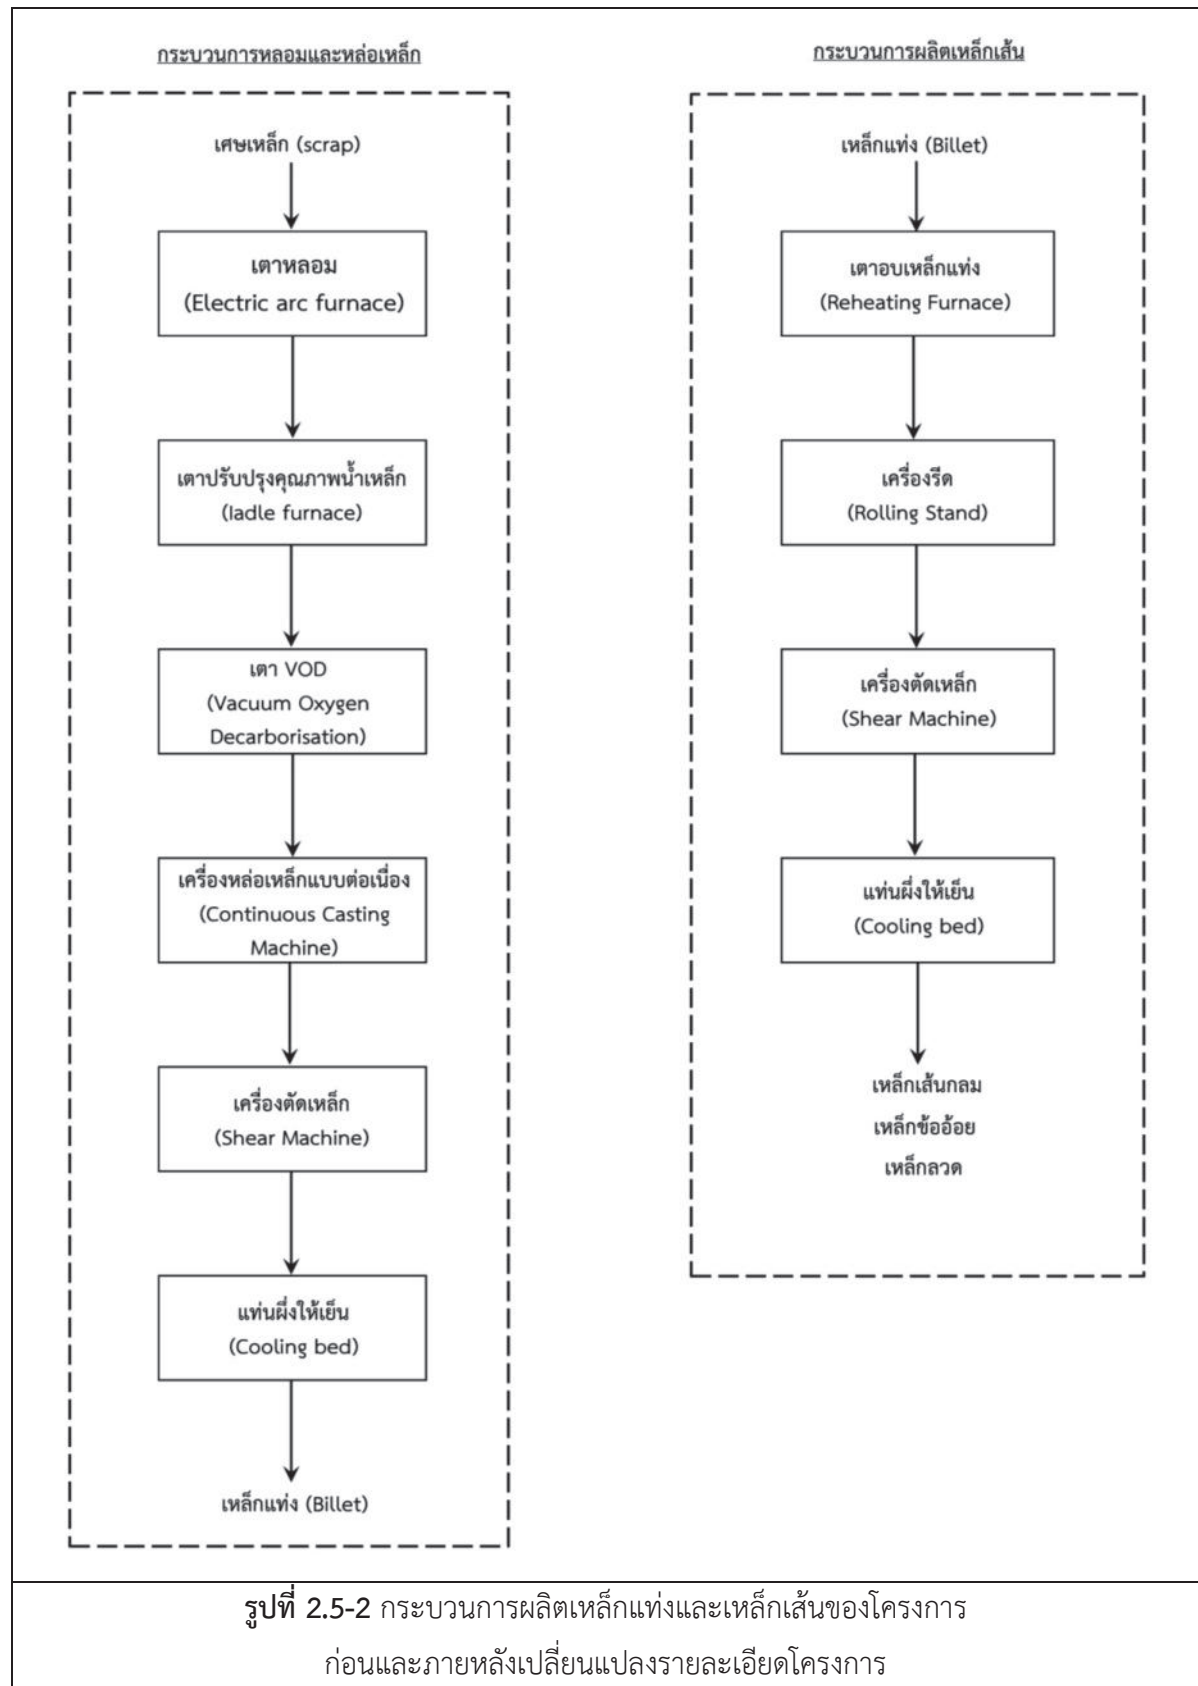 กระบวนการหลอมและหล่อเหล็ก
เศษเหล็ก (scrap)
เตาหลอม
(Electric arc furnace)
เตาปรับปรุงคุณภาพน้ำเหล็ก
(ladle furnace)
เตา VOD
(Vacuum Oxygen
Decarborisation)
เครื่องหล่อเหล็กแบบต่อเนื่อง
(Continuous Casting
Machine)
เครื่องตัดเหล็ก
(Shear Machine)
แท่นผึ่งให้เย็น
(Cooling bed)
เหล็กแท่ง (Billet)
กระบวนการผลิตเหล็กเส้น
เหล็กแท่ง (Billet)
เตาอบเหล็กแท่ง
(Reheating Furnace)
เครื่องรีด
(Rolling Stand)
เครื่องตัดเหล็ก
(Shear Machine)
แท่นผึ่งให้เย็น
(Cooling bed)
เหล็กเส้นกลม
เหล็กข้ออ้อย
เหล็กลวด
รูปที่ 2.5-2 กระบวนการผลิตเหล็กแท่งและเหล็กเส้นของโครงการ
ก่อนและภายหลังเปลี่ยนแปลงรายละเอียดโครงการ